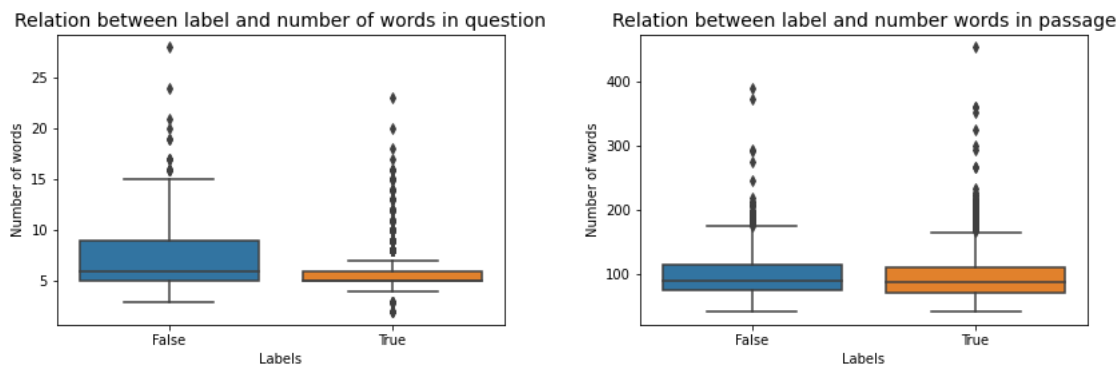 Relation between label and number of words in question
Number of words
25
20
15
10
5
False
True
Labels
Relation between label and number words in passage
Number of words
400
300
200
100
False
True
Labels